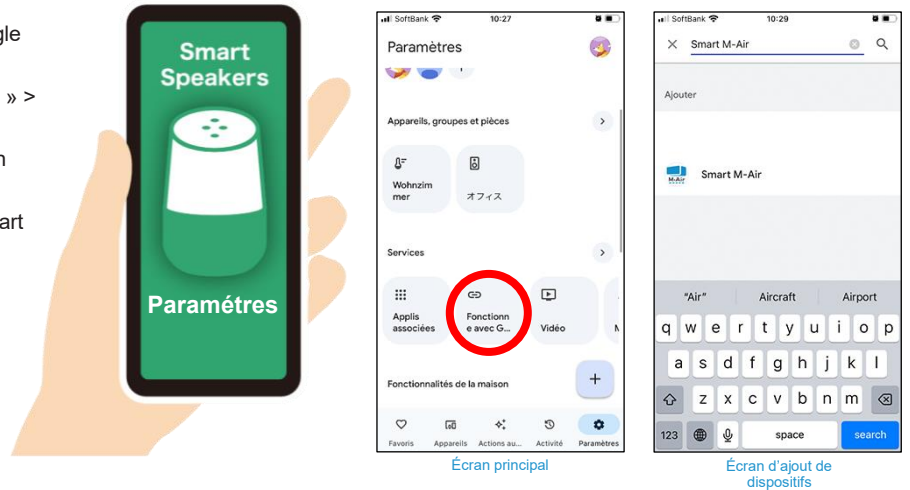 gle
» >
n
art
Smart
Speakers
Paramétres
SoftBank 10:27
Paramètres
Appareils, groupes et pièces
Wohnzim
mer
オフィス
Services
Applis
associées
Fonctionn
e avec G...
Vidéo
Fonctionnalités de la maison
+
Favoris Appareils Actions au... Activité Paramètres
Écran principal
SoftBank 10:29
Smart M-Air
Ajouter
M-Air
Smart M-Air
“Air” Aircraft Airport
q w e r t y u i o p
a s d f g h j k l
z x c v b n m
123 space search
Écran d’ajout de
dispositifs